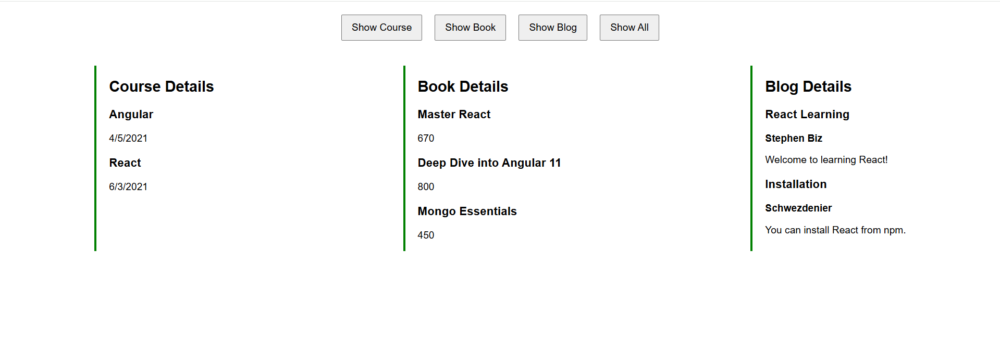 Show Course
Show Book
Show Blog
Show All
Course Details
Angular
4/5/2021
React
6/3/2021
Book Details
Master React
670
Deep Dive into Angular 11
800
Mongo Essentials
450
Blog Details
React Learning
Stephen Biz
Welcome to learning React!
Installation
Schwezdenier
You can install React from npm.